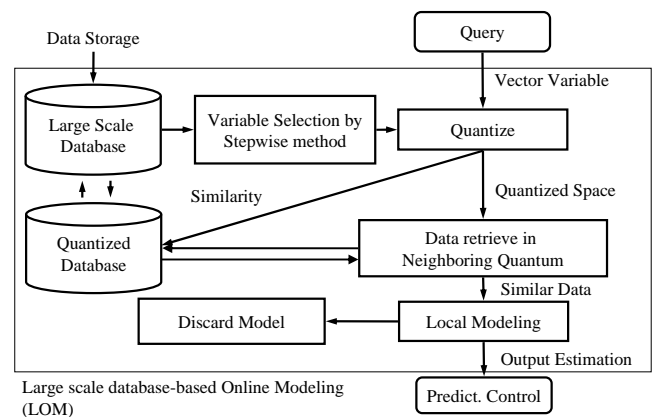 Data Storage
Query
Vector Variable
Large Scale
Database
Variable Selection by
Stepwise method
Quantize
Similarity
Quantized Space
Quantized
Database
Data retrieve in
Neighboring Quantum
Similar Data
Discard Model
Local Modeling
Output Estimation
Large scale database-based Online Modeling
(LOM)
Predict. Control